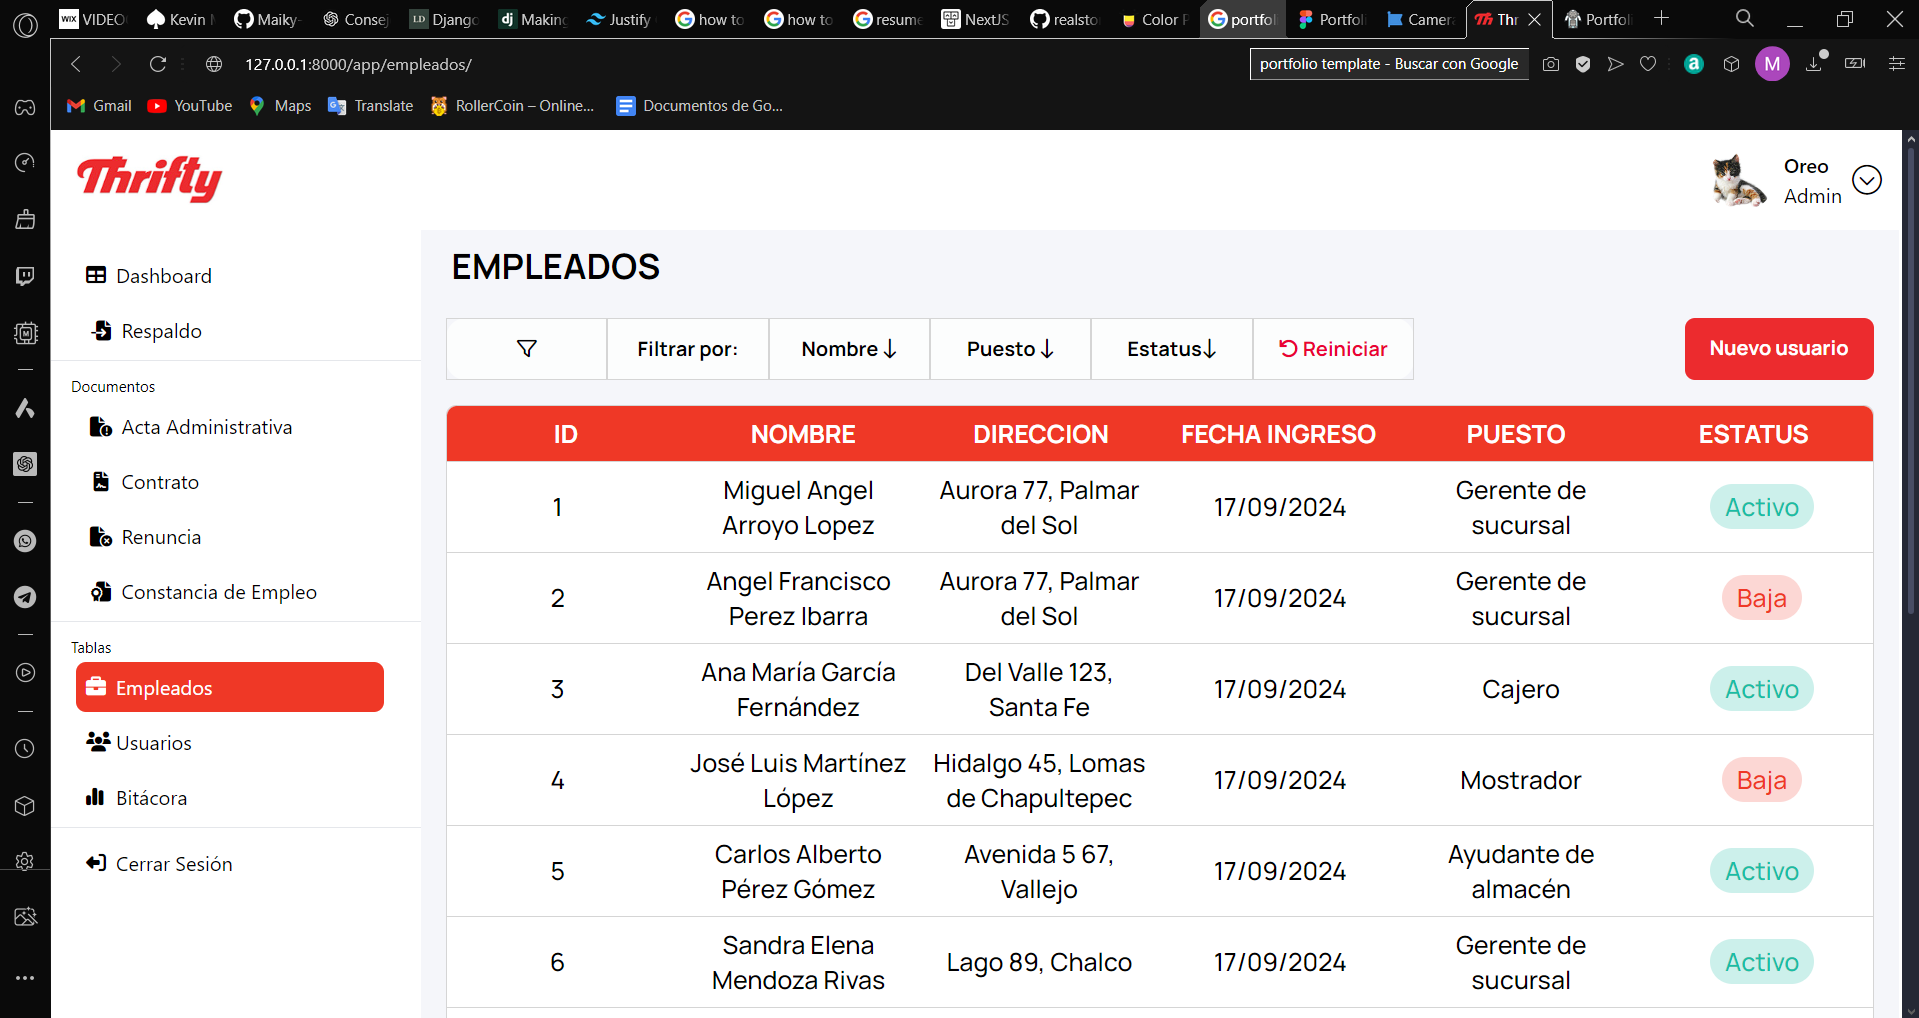 WIX VIDEO
Kevin
Maiky-
Consej
LD Django
dj Making
Justify
how to
how to
resume
NextJS
realsto
Color P
portfol
Portfoli
Camera
Th Thr
Portfoli
127.0.0.1:8000/app/empleados/
portfolio template - Buscar con Google
a
M
Gmail
YouTube
Maps
Translate
RollerCoin – Online...
Documentos de Go...
Thrifty
Oreo
Admin
Dashboard
Respaldo
Documentos
Acta Administrativa
Contrato
Renuncia
Constancia de Empleo
Tablas
Empleados
Usuarios
Bitácora
Cerrar Sesión
EMPLEADOS
Filtrar por: Nombre↓ Puesto↓ Estatus↓ Reiniciar
Nuevo usuario
ID NOMBRE DIRECCION FECHA INGRESO PUESTO ESTATUS
1 Miguel Angel Arroyo Lopez Aurora 77, Palmar del Sol 17/09/2024 Gerente de sucursal Activo
2 Angel Francisco Perez Ibarra Aurora 77, Palmar del Sol 17/09/2024 Gerente de sucursal Baja
3 Ana María García Fernández Del Valle 123, Santa Fe 17/09/2024 Cajero Activo
4 José Luis Martínez López Hidalgo 45, Lomas de Chapultepec 17/09/2024 Mostrador Baja
5 Carlos Alberto Pérez Gómez Avenida 5 67, Vallejo 17/09/2024 Ayudante de almacén Activo
6 Sandra Elena Mendoza Rivas Lago 89, Chalco 17/09/2024 Gerente de sucursal Activo